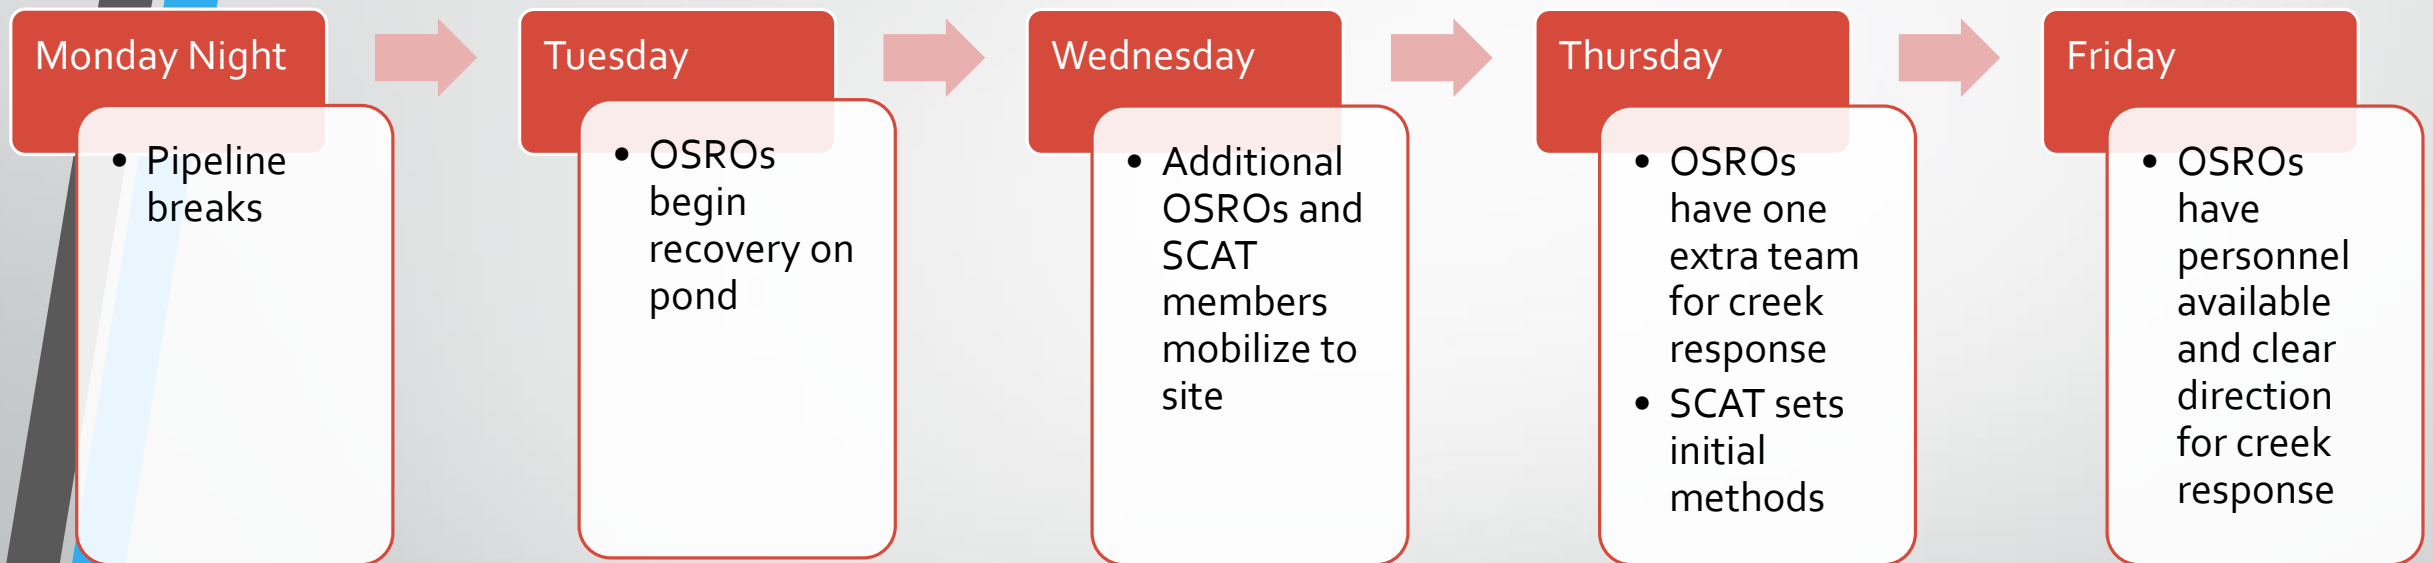 Monday Night
• Pipeline
breaks
Tuesday
• OSROs
begin
recovery on
pond
Wednesday
• Additional
OSROs and
SCAT
members
mobilize to
site
Thursday
• OSROs
have one
extra team
for creek
response
• SCAT sets
initial
methods
Friday
• OSROs
have
personnel
available
and clear
direction
for creek
response